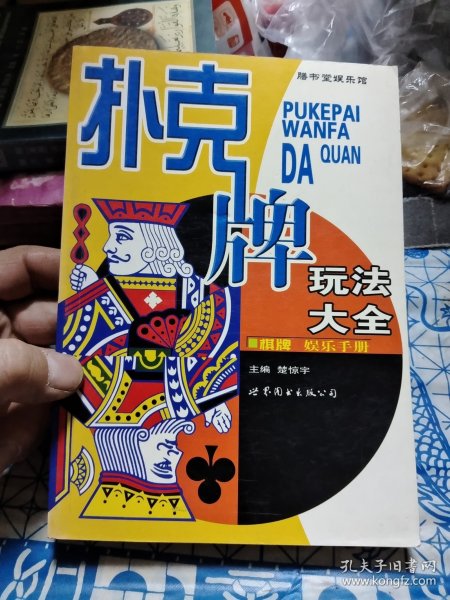 膳书堂娱乐馆
扑克牌
PUKEPAI
WANFA
DA QUAN
玩法
大全
棋牌 娱乐手册
主编 楚惊宇
世界图书出版公司
孔夫子旧书网
www.kongfz.com